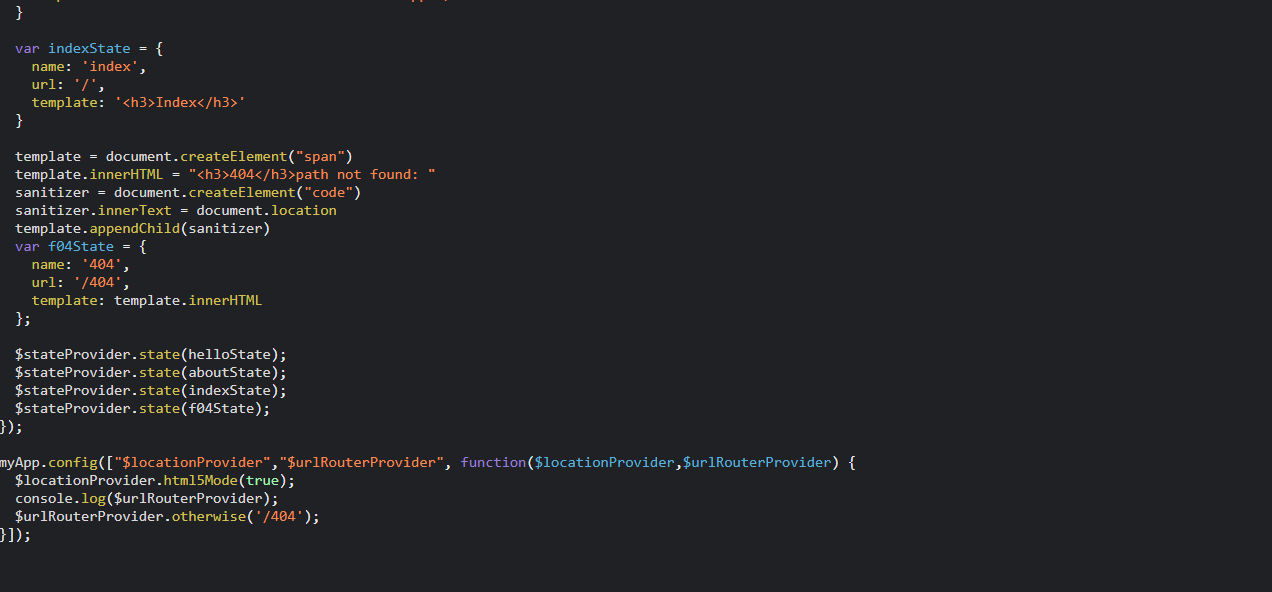 }
var indexState = {
name: 'index',
url: '/',
template: '<h3>Index</h3>'
}
template = document.createElement("span")
template.innerHTML = "<h3>404</h3>path not found: "
sanitizer = document.createElement("code")
sanitizer.innerText = document.location
template.appendChild(sanitizer)
var f04State = {
name: '404',
url: '/404',
template: template.innerHTML
};
$stateProvider.state(helloState);
$stateProvider.state(aboutState);
$stateProvider.state(indexState);
$stateProvider.state(f04State);
});
myApp.config(["$locationProvider","$urlRouterProvider", function($locationProvider,$urlRouterProvider) {
$locationProvider.html5Mode(true);
console.log($urlRouterProvider);
$urlRouterProvider.otherwise('/404');
}]);